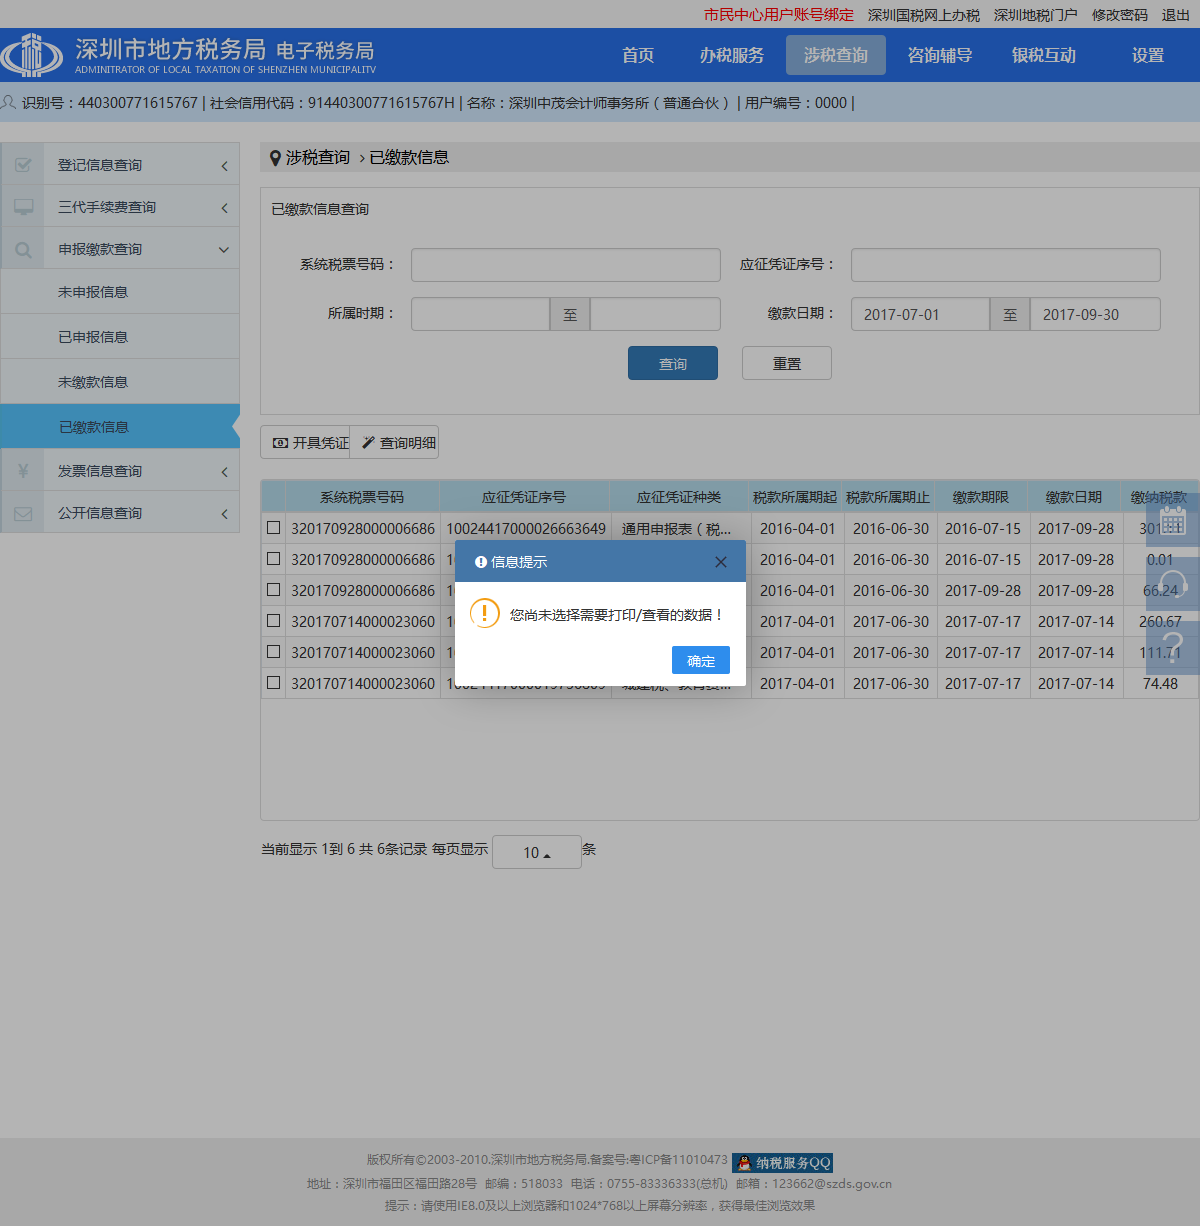 市民中心用户账号绑定 深圳国税网上办税 深圳地税门户 修改密码 退出
深圳市地方税务局 电子税务局
ADMINITRATOR OF LOCAL TAXATION OF SHENZHEN MUNICIPALITV
首页 办税服务 涉税查询 咨询辅导 银税互动 设置
识别号：440300771615767 | 社会信用代码：91440300771615767H | 名称：深圳中茂会计师事务所（普通合伙） | 用户编号：0000 |
登记信息查询
三代手续费查询
申报缴款查询
未申报信息
已申报信息
未缴款信息
已缴款信息
发票信息查询
公开信息查询
涉税查询 › 已缴款信息
已缴款信息查询
系统税票号码： 应征凭证序号：
所属时期： 至 缴款日期： 2017-07-01 至 2017-09-30
查询 重置
开具凭证 查询明细
系统税票号码 应征凭证序号 应征凭证种类 税款所属期起 税款所属期止 缴款期限 缴款日期 缴纳税款
320170928000006686 10024417000026663649 通用申报表（税... 2016-04-01 2016-06-30 2016-07-15 2017-09-28
320170928000006686 2016-04-01 2016-06-30 2016-07-15 2017-09-28 0.01
320170928000006686 2016-04-01 2016-06-30 2017-09-28 2017-09-28 66.24
320170714000023060 2017-04-01 2017-06-30 2017-07-17 2017-07-14 260.67
320170714000023060 2017-04-01 2017-06-30 2017-07-17 2017-07-14 111.71
320170714000023060 2017-04-01 2017-06-30 2017-07-17 2017-07-14 74.48
信息提示
您尚未选择需要打印/查看的数据！
确定
当前显示 1到 6 共 6条记录 每页显示 10 条
版权所有©2003-2010.深圳市地方税务局.备案号:粤ICP备11010473 纳税服务QQ
地址：深圳市福田区福田路28号 邮编：518033 电话：0755-83336333(总机) 邮箱：123662@szds.gov.cn
提示：请使用IE8.0及以上浏览器和1024*768以上屏幕分辨率，获得最佳浏览效果